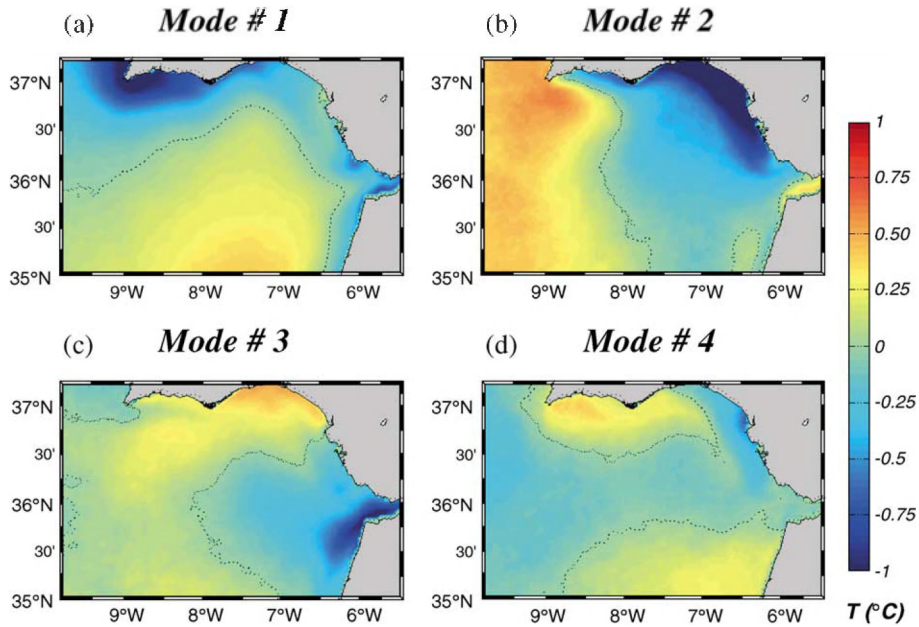 (a) Mode # 1
(b) Mode # 2
37°N
30'
36°N
30'
35°N
9°W 8°W 7°W 6°W
37°N
30'
36°N
30'
35°N
9°W 8°W 7°W 6°W
(c) Mode # 3
(d) Mode # 4
37°N
30'
36°N
30'
35°N
9°W 8°W 7°W 6°W
37°N
30'
36°N
30'
35°N
9°W 8°W 7°W 6°W
1
0.75
0.50
0.25
0
-0.25
-0.5
-0.75
-1
T (°C)